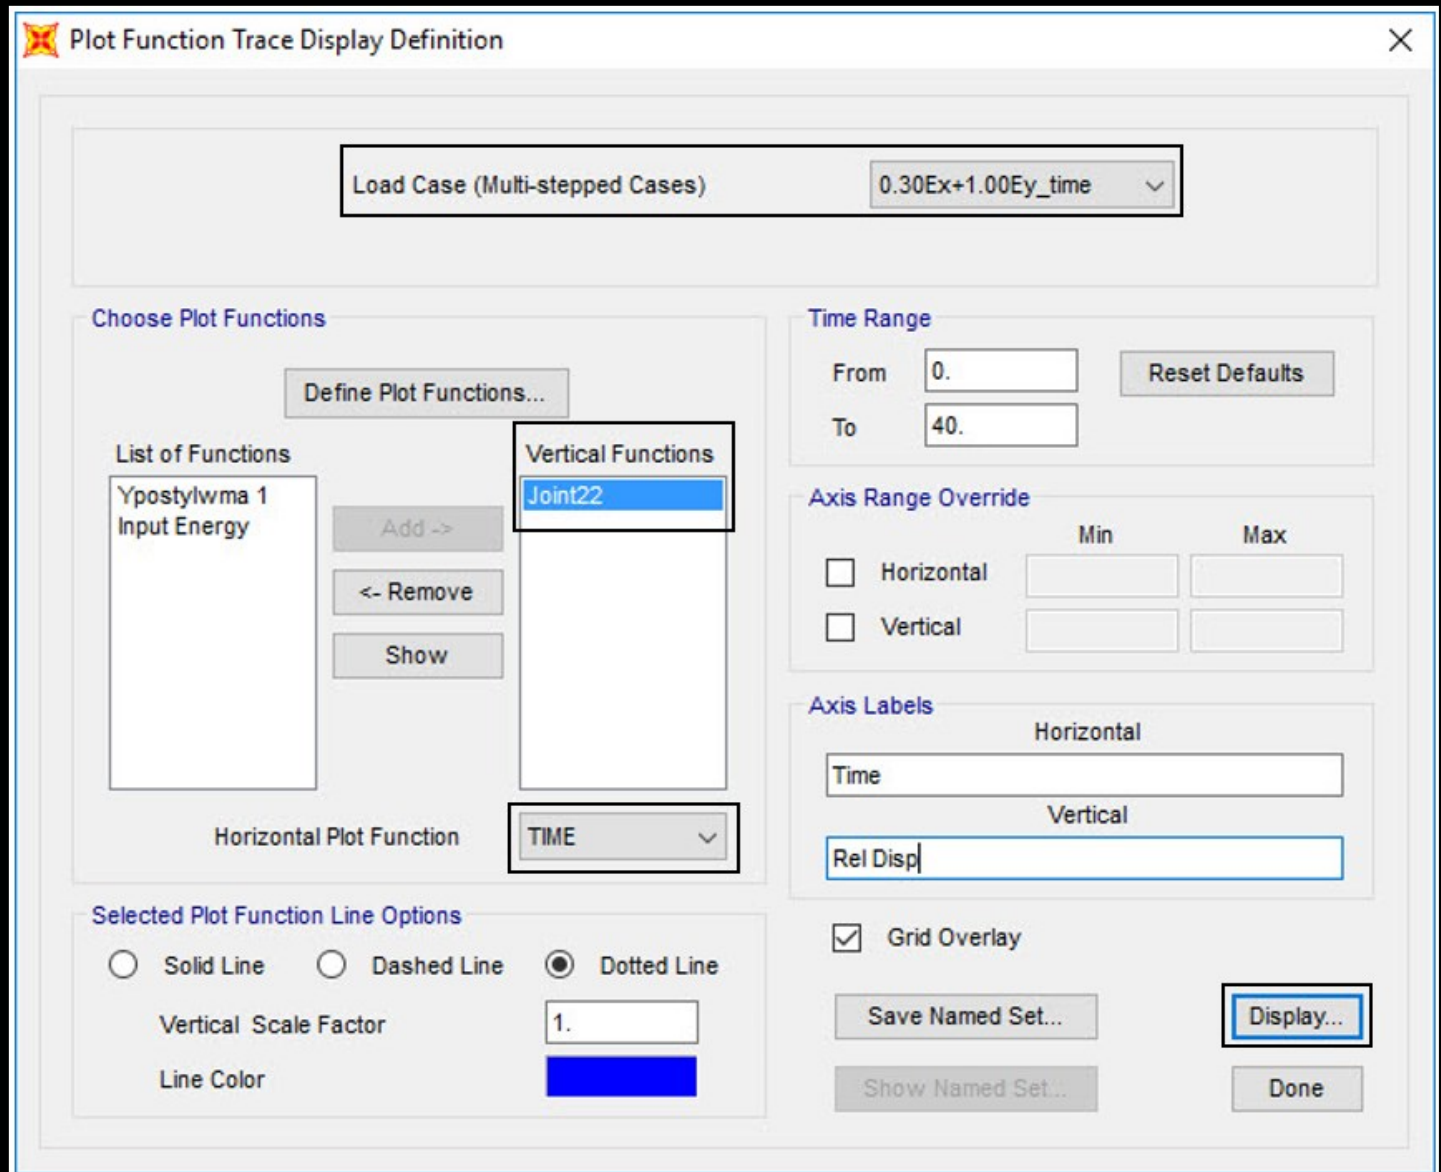 Plot Function Trace Display Definition
Load Case (Multi-stepped Cases)
0.30Ex+1.00Ey_time
Choose Plot Functions
Define Plot Functions...
List of Functions
Ypostylwma 1
Input Energy
Add ->
<- Remove
Show
Vertical Functions
Joint22
Horizontal Plot Function
TIME
Selected Plot Function Line Options
Solid Line
Dashed Line
Dotted Line
Vertical Scale Factor
1.
Line Color
Time Range
From
0.
Reset Defaults
To
40.
Axis Range Override
Min
Max
Horizontal
Vertical
Axis Labels
Horizontal
Time
Vertical
Rel Disp
Grid Overlay
Save Named Set...
Display...
Show Named Set...
Done